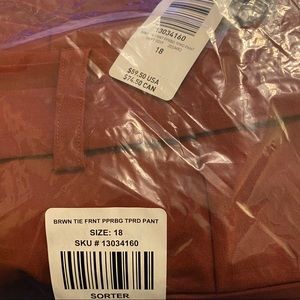 13034160
18
$59.50 USA
$74.50 CAN
BRWN TIE FRNT PPRBG TPRD PANT
SIZE: 18
SKU # 13034160
SORTER